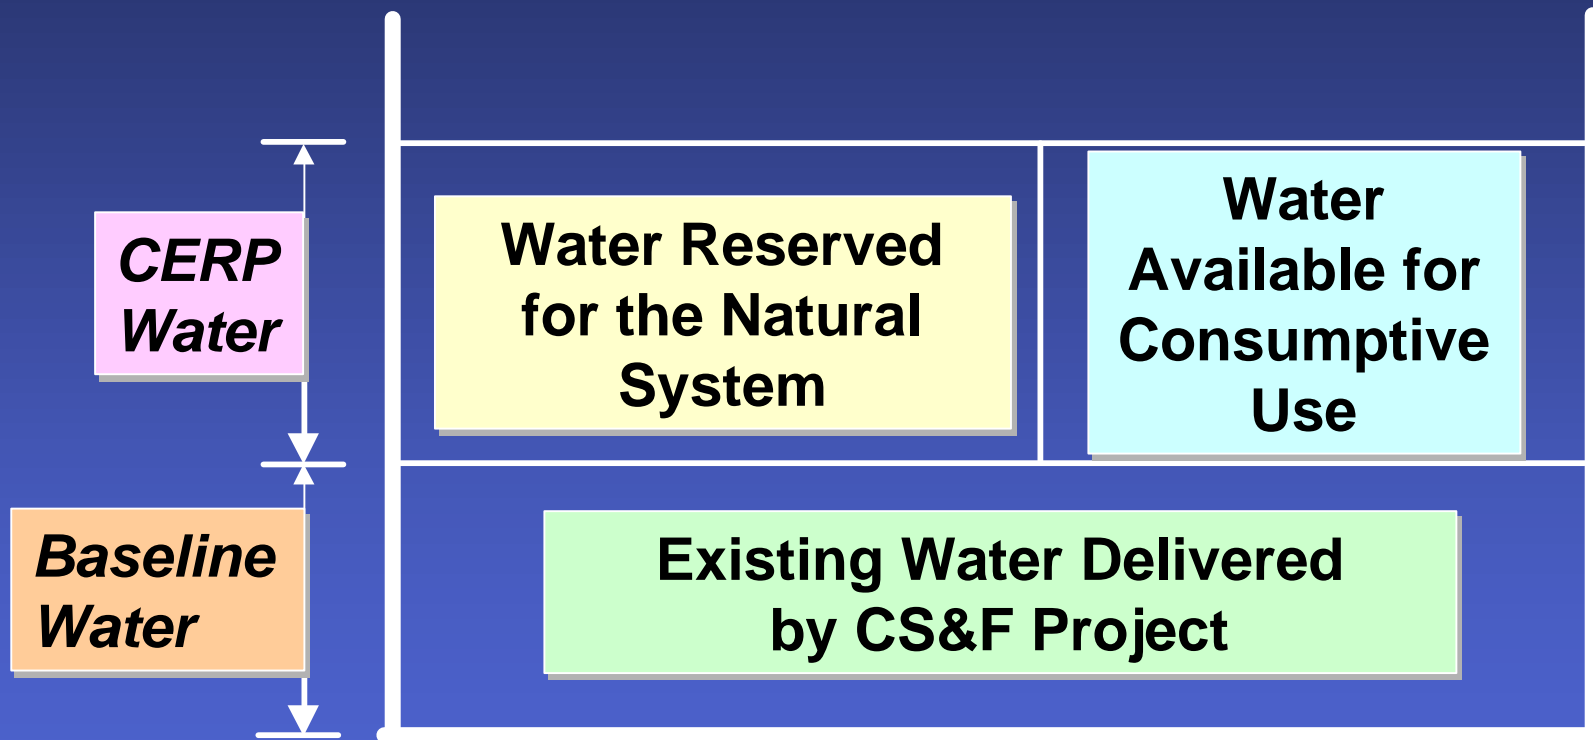 CERP
Water
Water Reserved
for the Natural
System
Water
Available for
Consumptive
Use
Baseline
Water
Existing Water Delivered
by CS&F Project